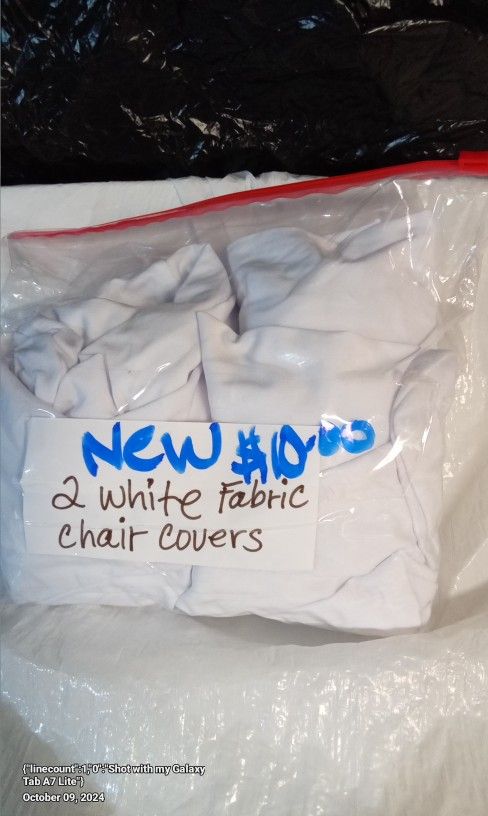 New $10.00
2 white Fabric
chair covers
{"linecount":1,"0":"Shot with my Galaxy
Tab A7 Lite"}
October 09, 2024